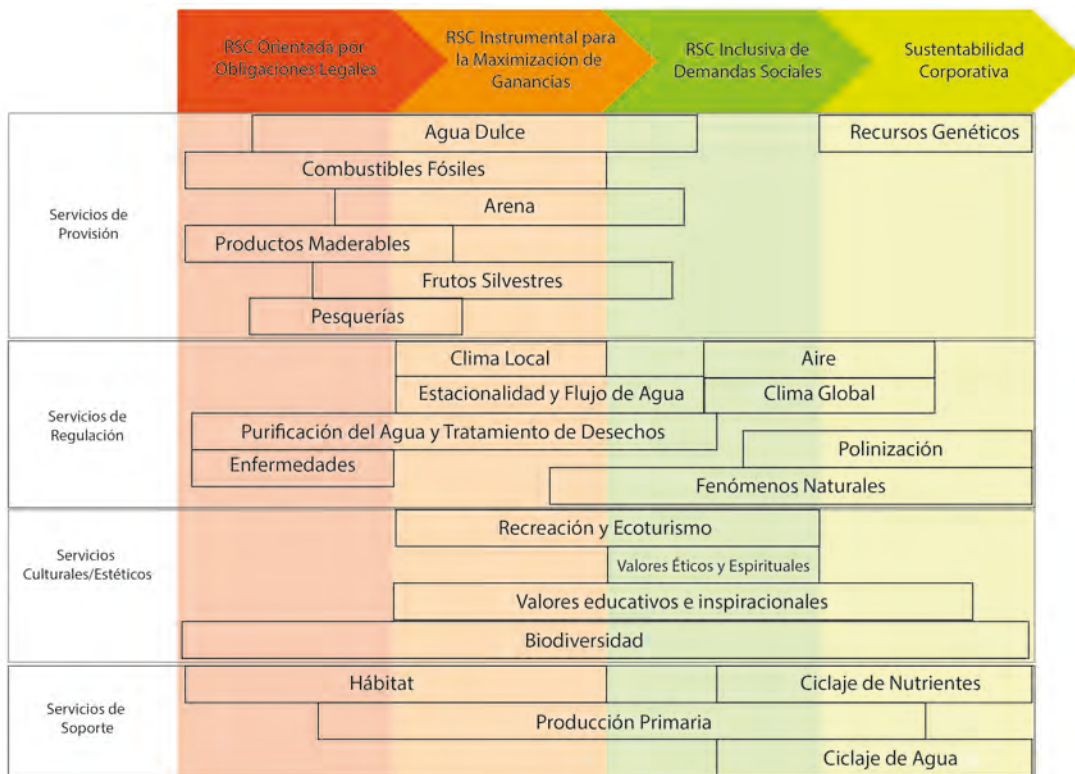 RSC Orientada por
Obligaciones Legales
RSC Instrumental para
la Maximización de
Ganancias
RSC Inclusiva de
Demandas Sociales
Sustentabilidad
Corporativa
Servicios de
Provisión
Agua Dulce
Recursos Genéticos
Combustibles Fósiles
Arena
Productos Maderables
Frutos Silvestres
Pesquerías
Servicios de
Regulación
Clima Local
Aire
Estacionalidad y Flujo de Agua
Clima Global
Purificación del Agua y Tratamiento de Desechos
Polinización
Enfermedades
Fenómenos Naturales
Servicios
Culturales/Estéticos
Recreación y Ecoturismo
Valores Éticos y Espirituales
Valores educativos e inspiracionales
Biodiversidad
Servicios de
Soporte
Hábitat
Ciclaje de Nutrientes
Producción Primaria
Ciclaje de Agua